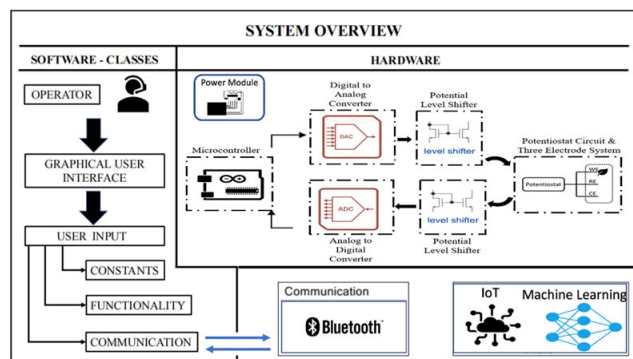 SYSTEM OVERVIEW
SOFTWARE - CLASSES
HARDWARE
OPERATOR
GRAPHICAL USER
INTERFACE
USER INPUT
CONSTANTS
FUNCTIONALITY
COMMUNICATION
Power Module
Microcontroller
Digital to
Analog
Converter
DAC
Potential
Level Shifter
level shifter
Potentiostat Circuit &
Three Electrode System
Potentiostat
WE
RE
CE
ADC
Analog to
Digital
Converter
level shifter
Potential
Level Shifter
Communication
Bluetooth™
IoT
Machine Learning